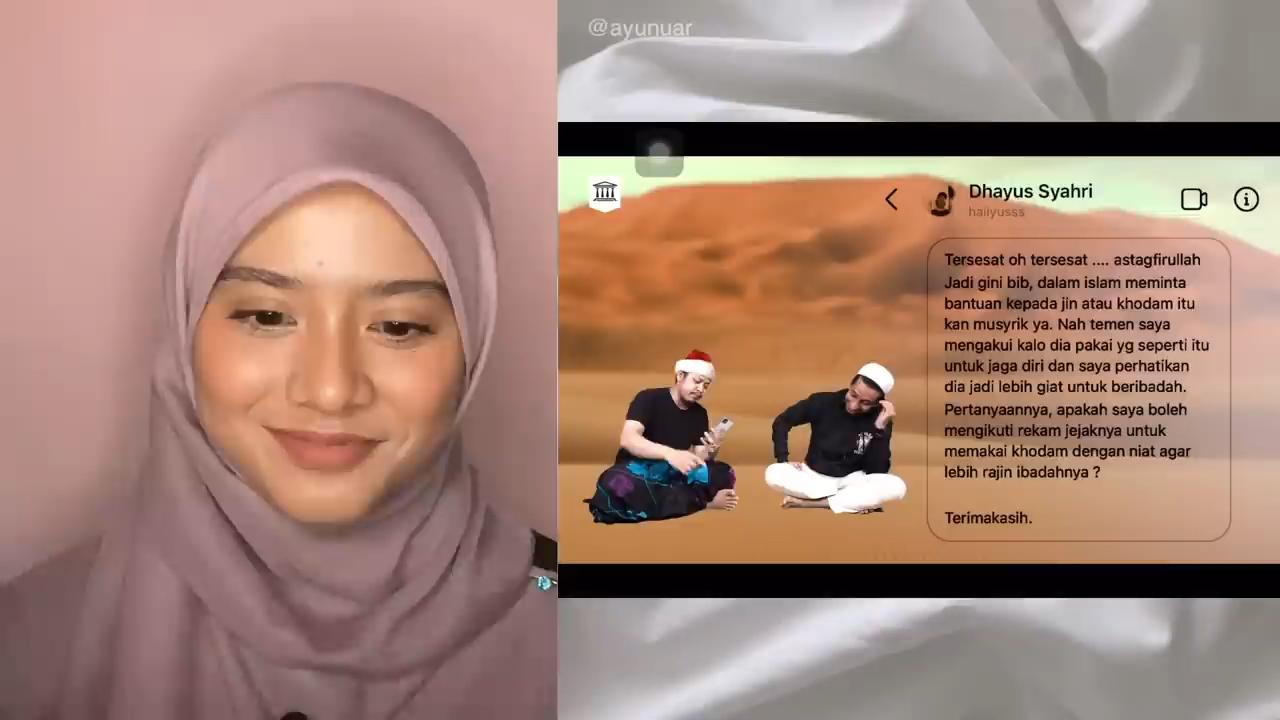 @ayunuar
Dhayus Syahri
haiiyusss
Tersesat oh tersesat .... astagfirullah
Jadi gini bib, dalam islam meminta
bantuan kepada jin atau khodam itu
kan musyrik ya. Nah temen saya
mengakui kalo dia pakai yg seperti itu
untuk jaga diri dan saya perhatikan
dia jadi lebih giat untuk beribadah.
Pertanyaannya, apakah saya boleh
mengikuti rekam jejaknya untuk
memakai khodam dengan niat agar
lebih rajin ibadahnya ?
Terimakasih.